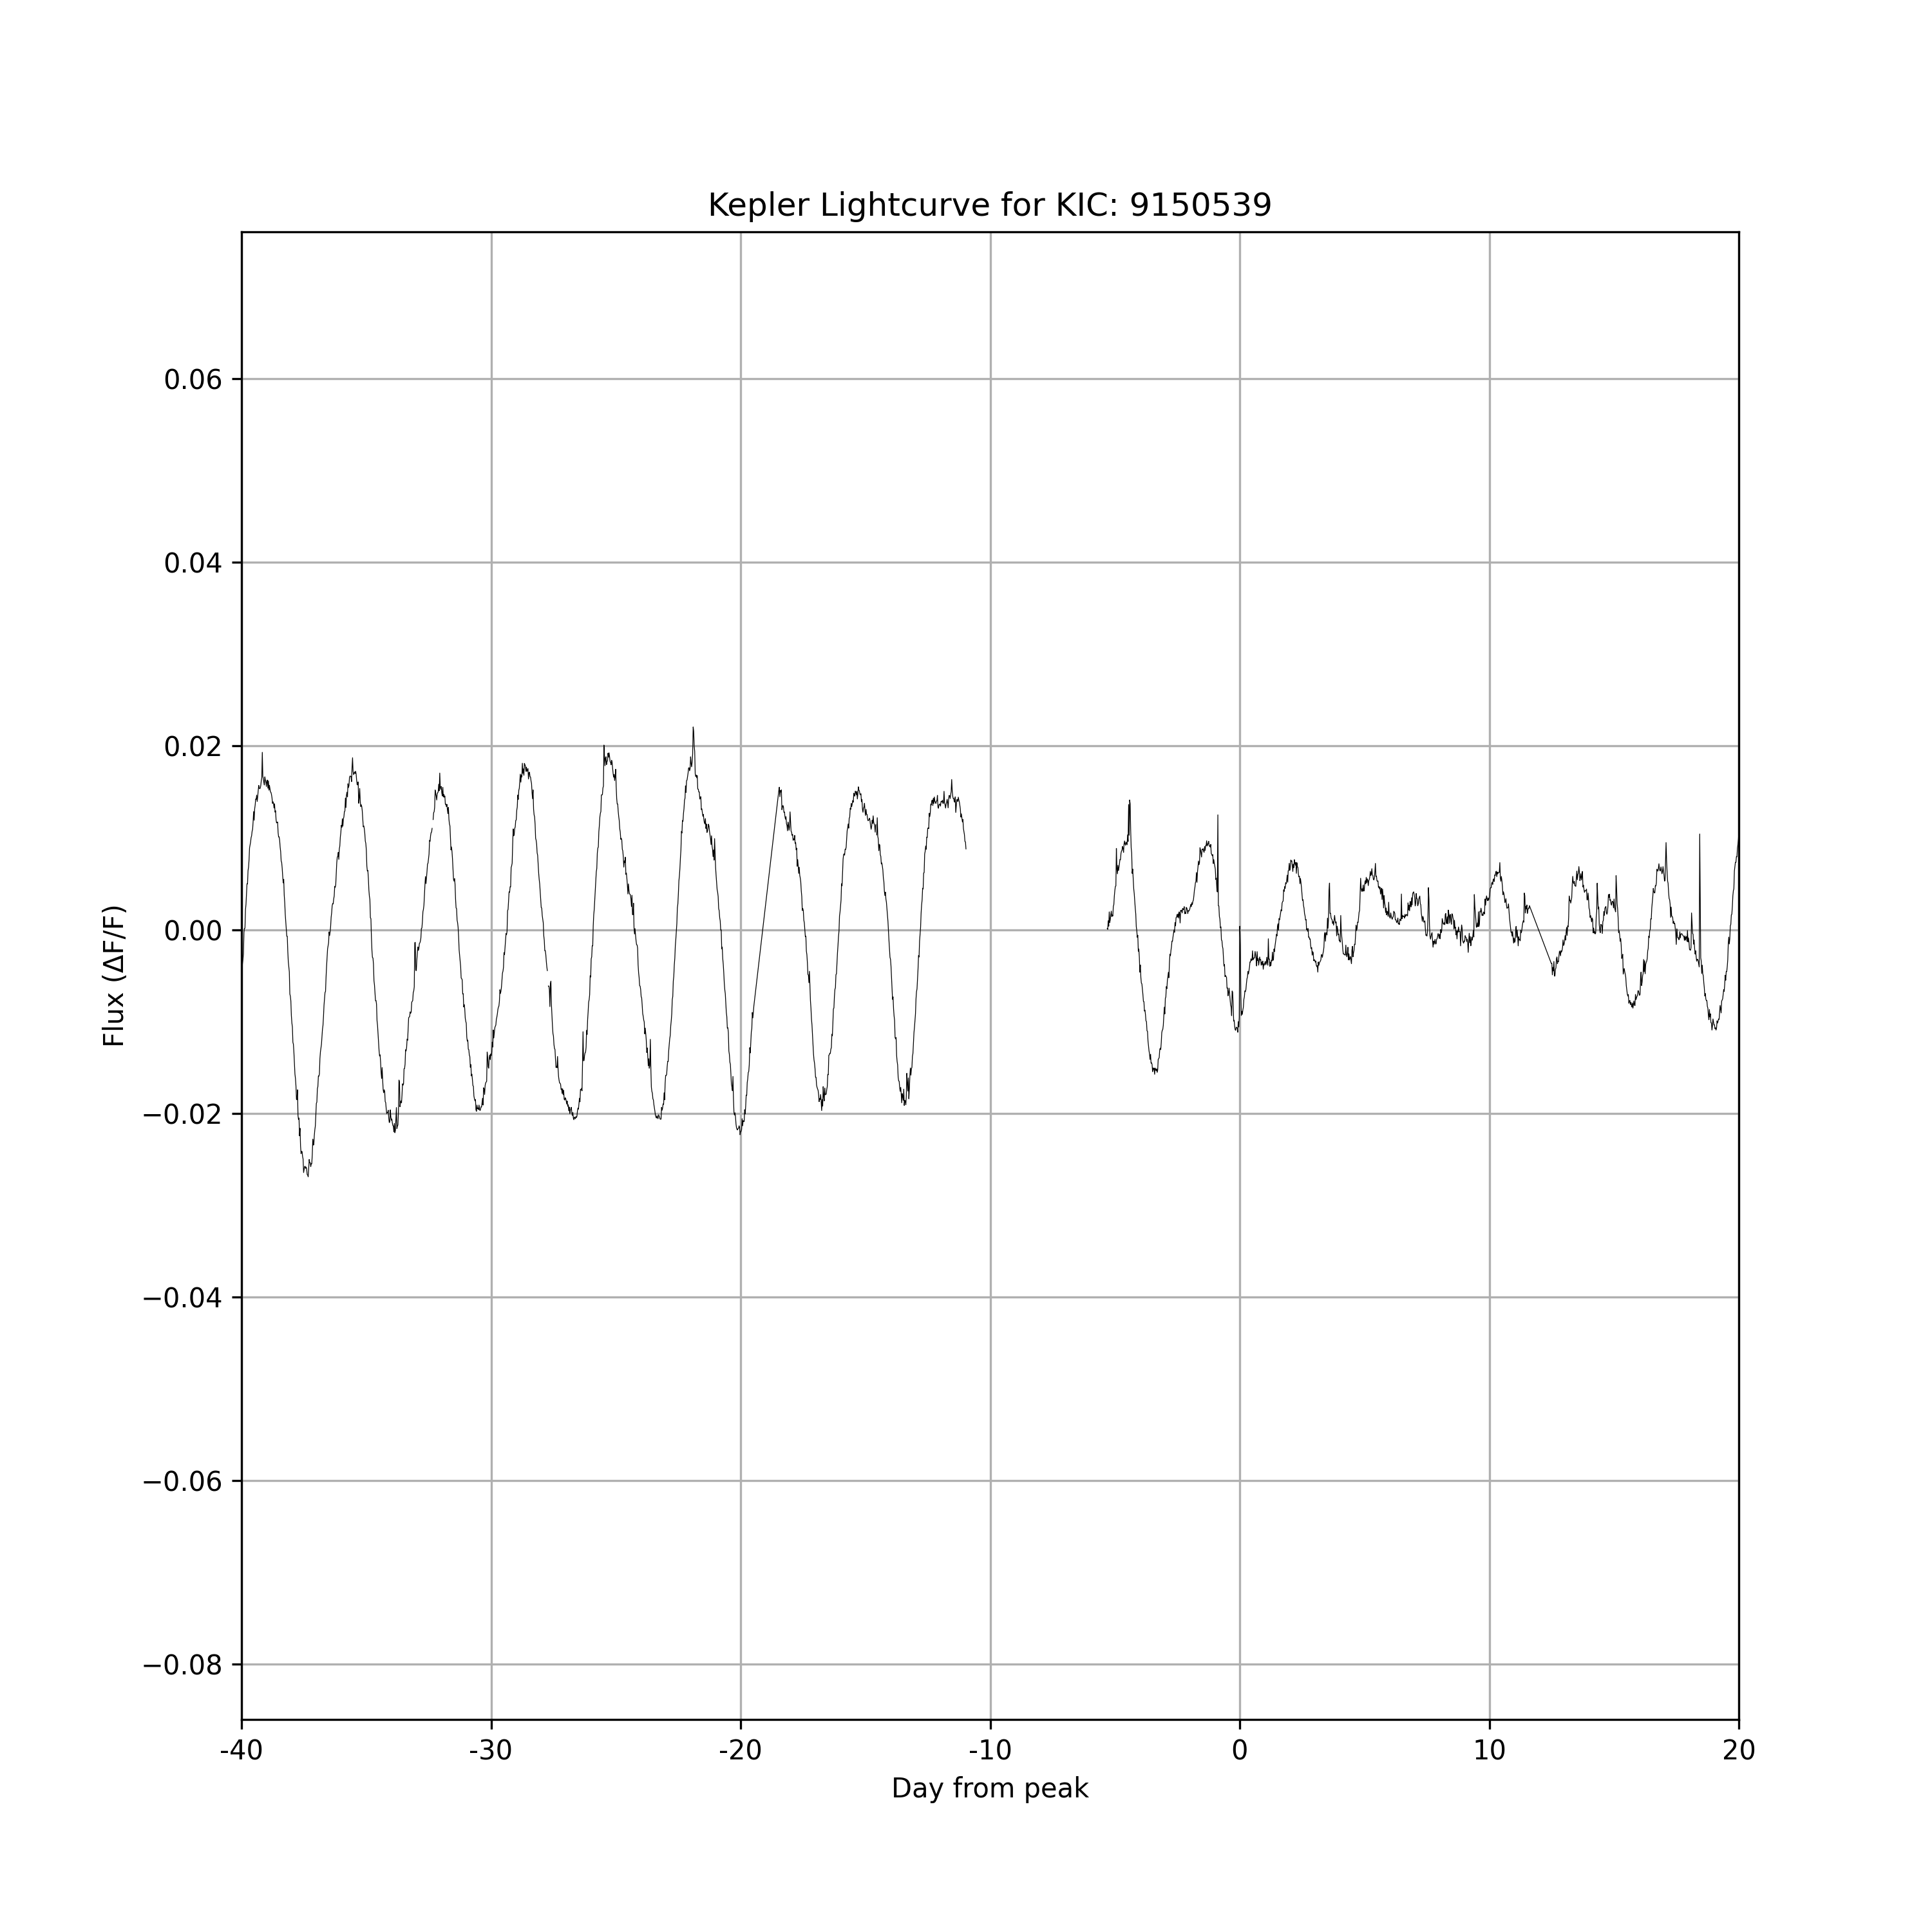 Kepler Lightcurve for KIC: 9150539
0.06
0.04
0.02
0.00
−0.02
−0.04
−0.06
−0.08
Flux (ΔF/F)
-40 -30 -20 -10 0 10 20
Day from peak